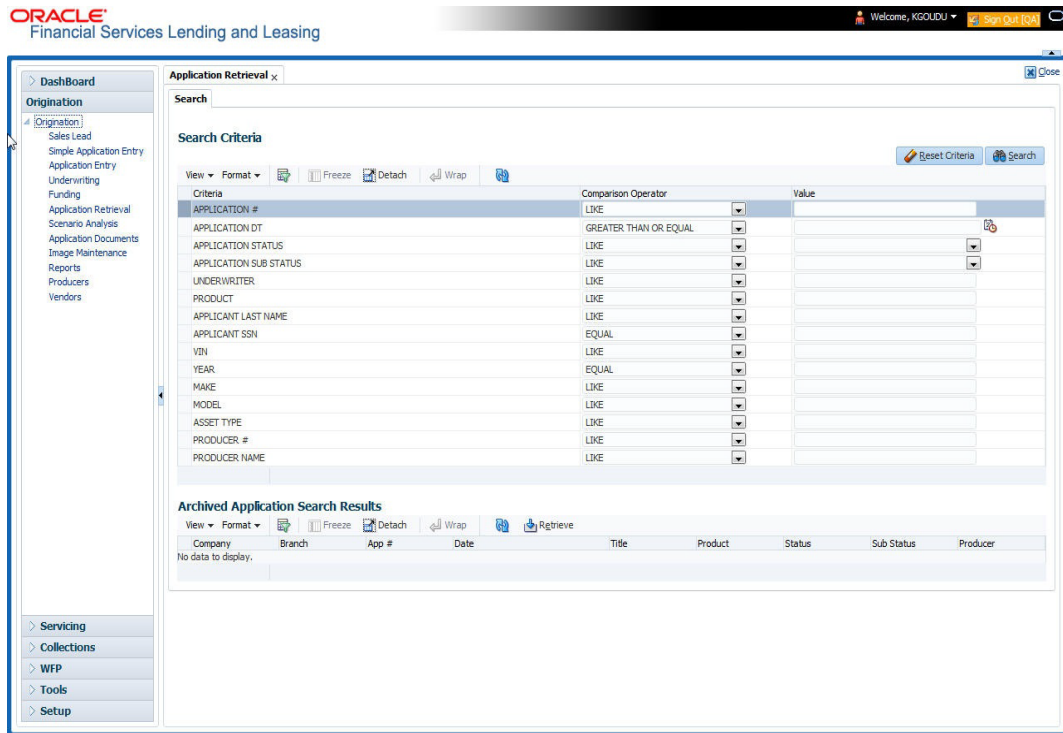 ORACLE®
Financial Services Lending and Leasing
Welcome, KGOUDU
Sign Out [QA]
DashBoard
Origination
Origination
Sales Lead
Simple Application Entry
Application Entry
Underwriting
Funding
Application Retrieval
Scenario Analysis
Application Documents
Image Maintenance
Reports
Producers
Vendors
Servicing
Collections
WFP
Tools
Setup
Application Retrieval x
Close
Search
Search Criteria
Reset Criteria Search
View Format Freeze Detach Wrap
Criteria Comparison Operator Value
APPLICATION # LIKE
APPLICATION DT GREATER THAN OR EQUAL
APPLICATION STATUS LIKE
APPLICATION SUB STATUS LIKE
UNDERWRITER LIKE
PRODUCT LIKE
APPLICANT LAST NAME LIKE
APPLICANT SSN EQUAL
VIN LIKE
YEAR EQUAL
MAKE LIKE
MODEL LIKE
ASSET TYPE LIKE
PRODUCER # LIKE
PRODUCER NAME LIKE
Archived Application Search Results
View Format Freeze Detach Wrap Retrieve
Company Branch App # Date Title Product Status Sub Status Producer
No data to display.